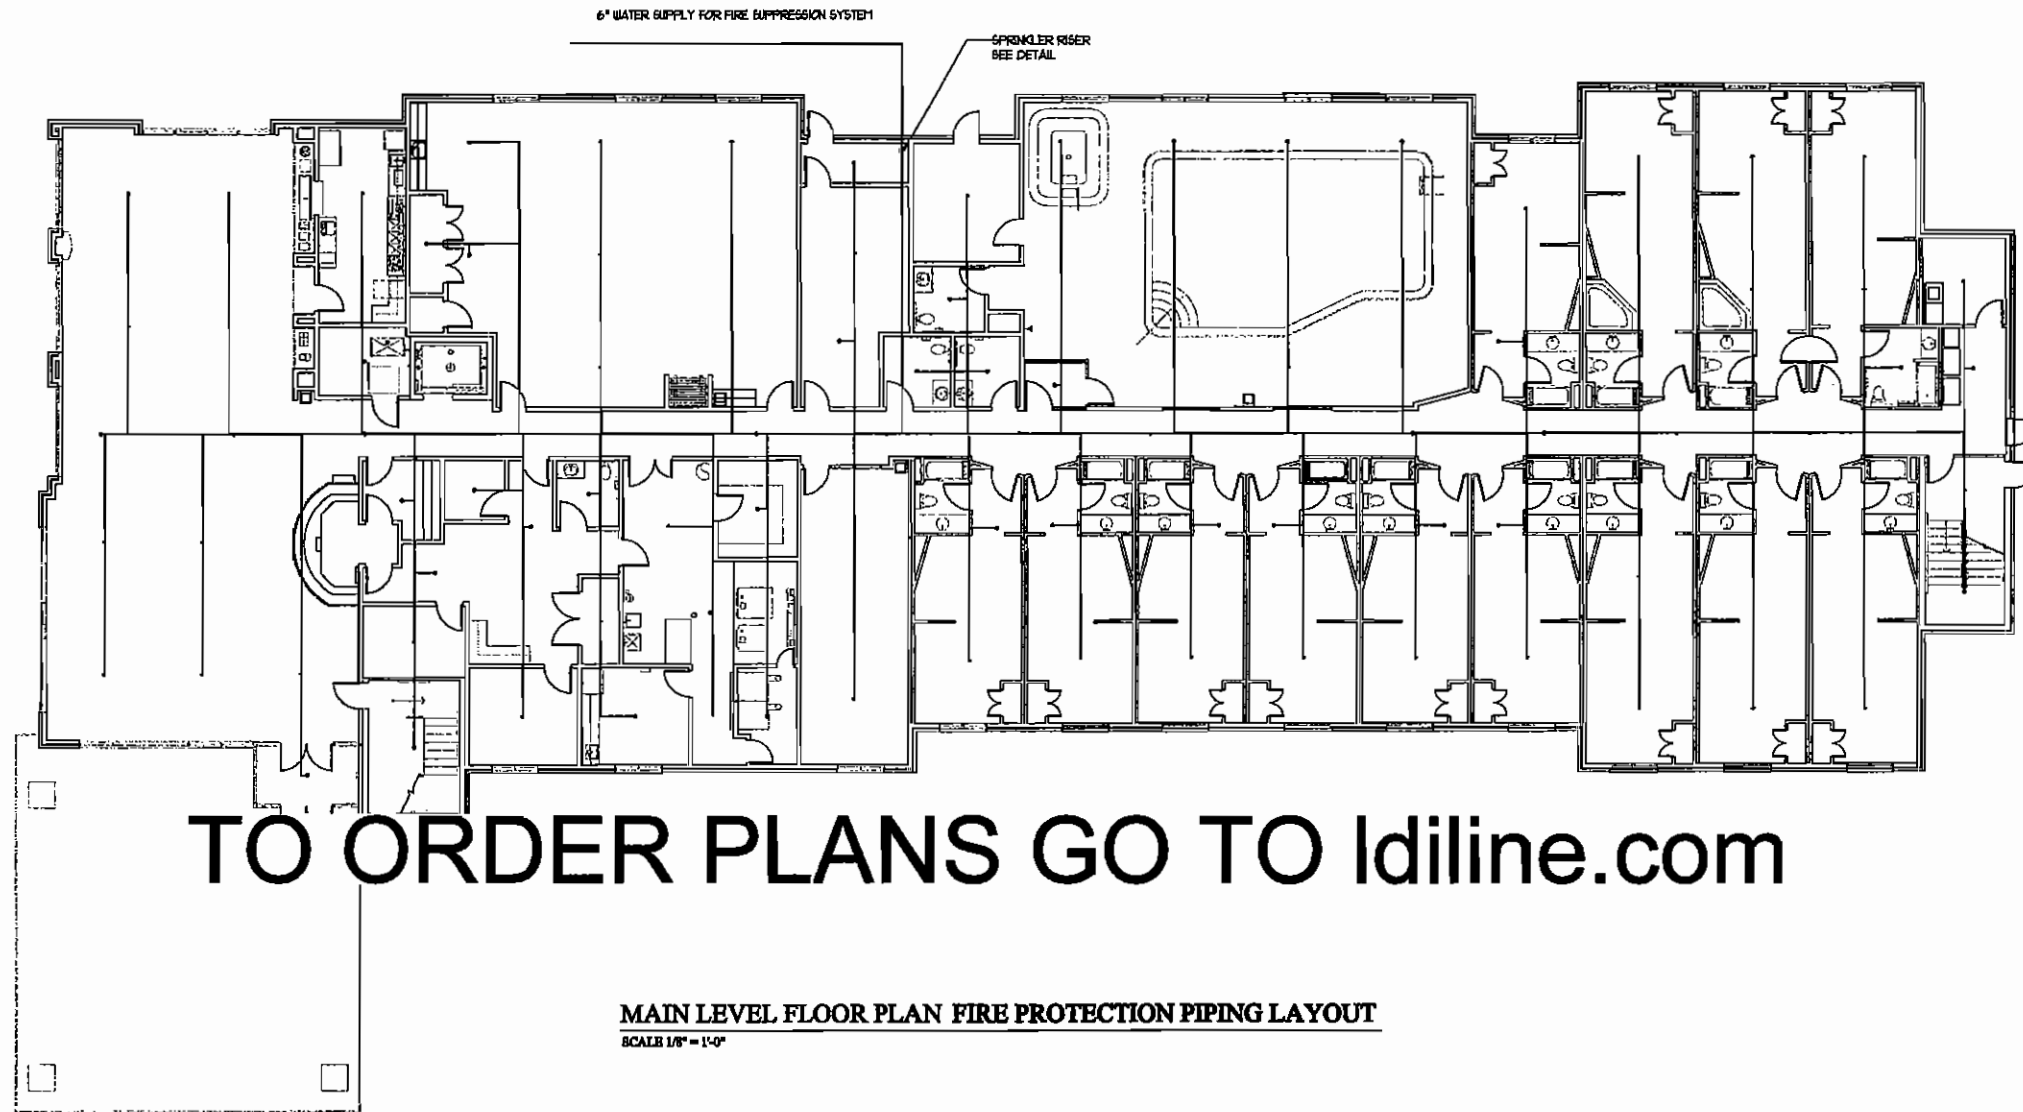 6" WATER SUPPLY FOR FIRE SUPPRESSION SYSTEM
SPRINKLER RISER
SEE DETAIL
TO ORDER PLANS GO TO ldiline.com
MAIN LEVEL FLOOR PLAN FIRE PROTECTION PIPING LAYOUT
SCALE 1/8" = 1'-0"